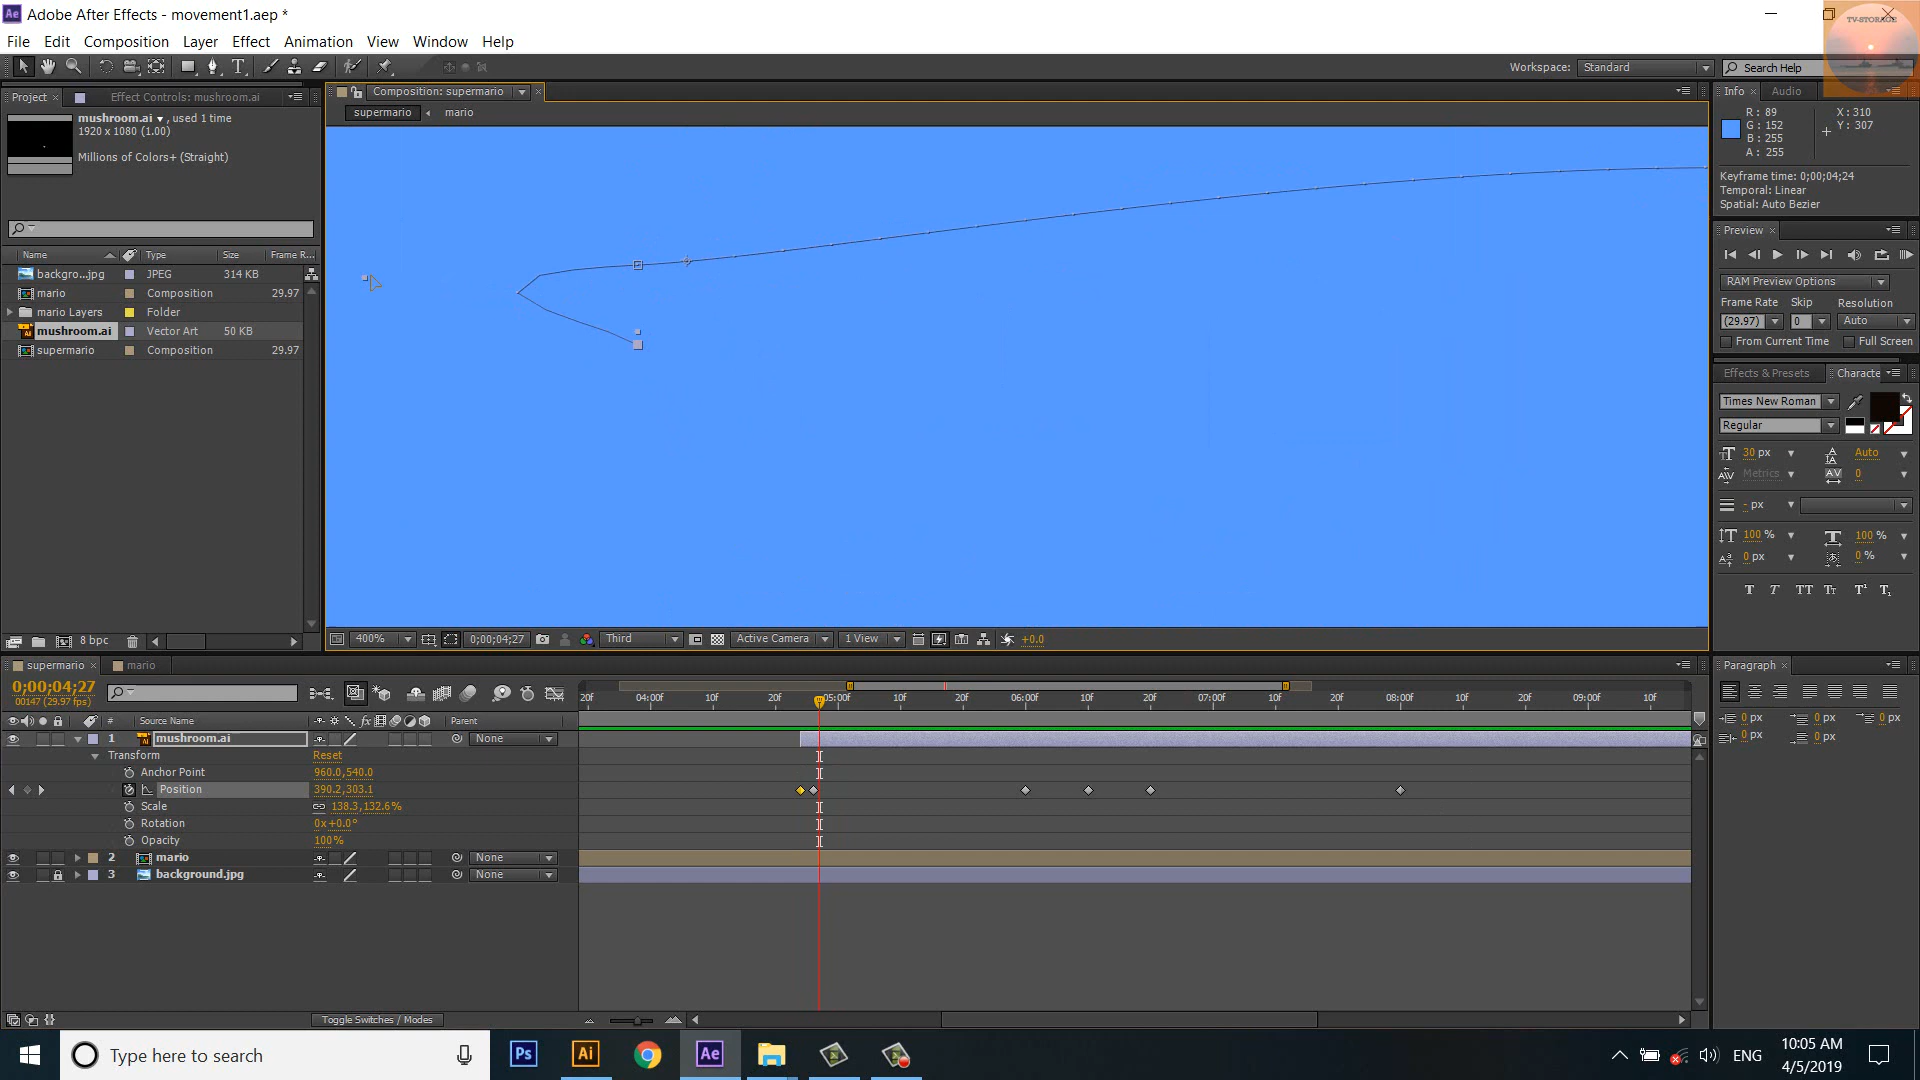 Adobe After Effects - movement1.aep *
TV-STORAGE
File Edit Composition Layer Effect Animation View Window Help
Workspace: Standard
Search Help
Project × Effect Controls: mushroom.ai
mushroom.ai, used 1 time
1920 x 1080 (1.00)
Millions of Colors+ (Straight)
Name Type Size Frame R...
backgro...jpg JPEG 314 KB
mario Composition 29.97
mario Layers Folder
mushroom.ai Vector Art 50 KB
supermario Composition 29.97
8 bpc
Composition: supermario
supermario mario
400% 0;00;04;27 Third Active Camera 1 View +0.0
Info × Audio
R: 89
G: 152
B: 255
A: 255
X: 310
Y: 307
Keyframe time: 0;00;04;24
Temporal: Linear
Spatial: Auto Bezier
Preview ×
RAM Preview Options
Frame Rate Skip Resolution
(29.97) 0 Auto
From Current Time Full Screen
Effects & Presets Characte
Times New Roman
Regular
30 px Auto
Metrics 0
- px
100 % 100 %
0 px 0 %
T T TT Tт T¹ T₁
supermario × mario
0;00;04;27
00147 (29.97 fps)
20f 04:00f 10f 20f 05:00f 10f 20f 06:00f 10f 20f 07:00f 10f 20f 08:00f 10f 20f 09:00f 10f
# Source Name Parent
1 mushroom.ai None
Transform Reset
Anchor Point 960.0,540.0
Position 390.2,303.1
Scale 138.3,132.6%
Rotation 0x+0.0°
Opacity 100%
2 mario None
3 background.jpg None
Toggle Switches / Modes
Paragraph ×
0 px 0 px 0 px
0 px 0 px
Type here to search
Ps Ai Ae
ENG
10:05 AM
4/5/2019